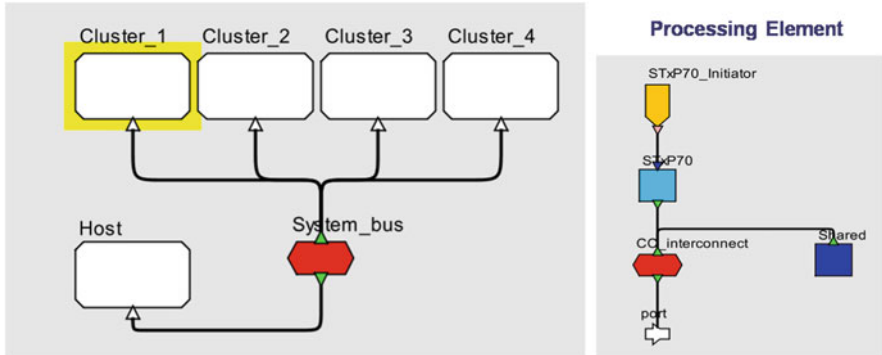 Cluster_1
Cluster_2
Cluster_3
Cluster_4
Host
System_bus
Processing Element
STxP70_Initiator
STxP70
CC_interconnect
Shared
port